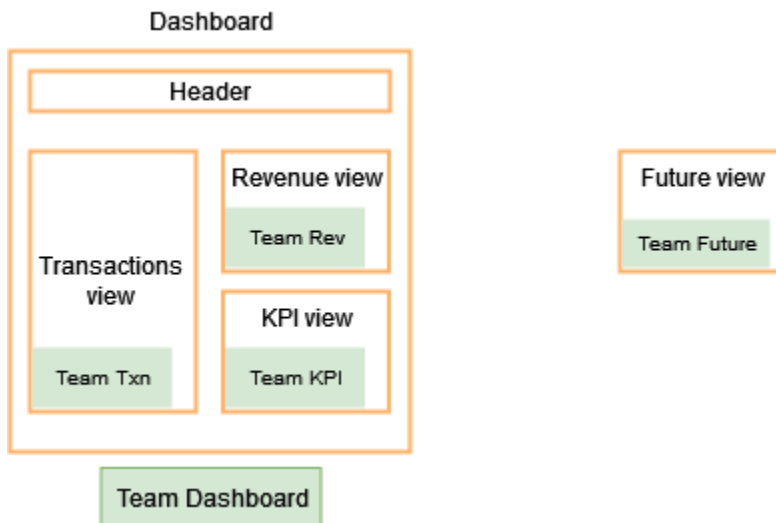 Dashboard
Header
Transactions
view
Team Txn
Revenue view
Team Rev
KPI view
Team KPI
Team Dashboard
Future view
Team Future